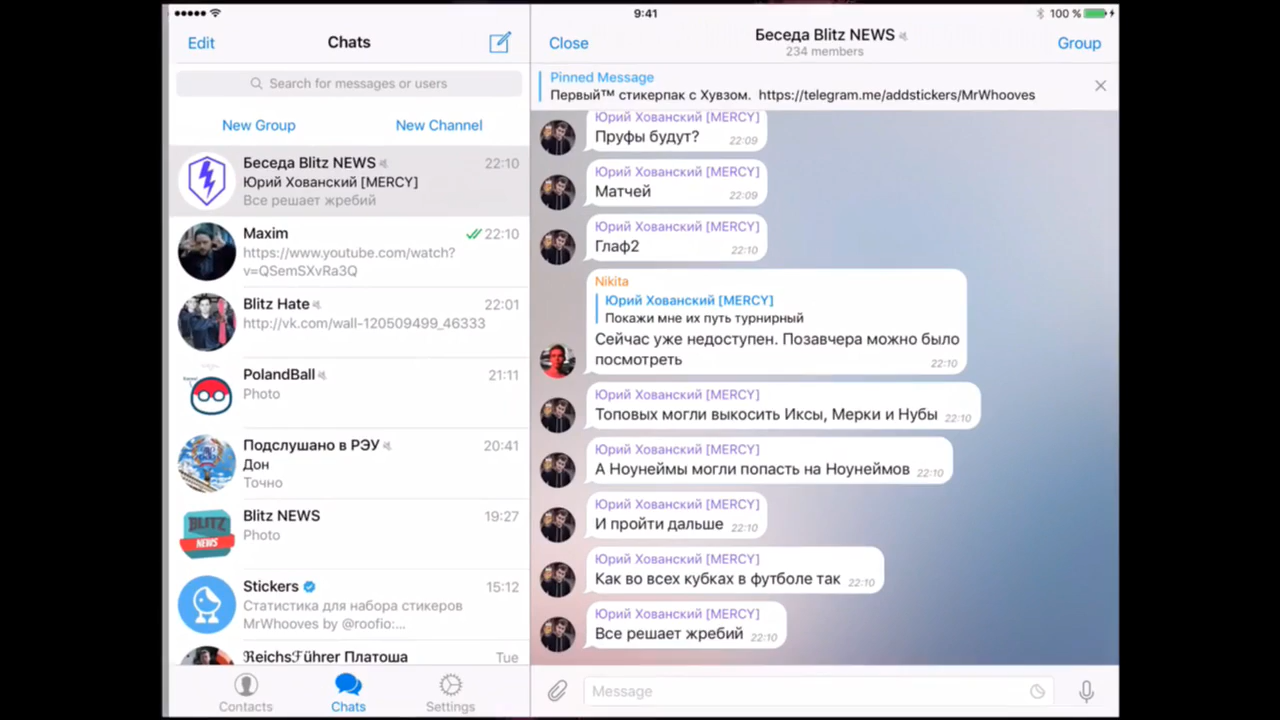 9:41
100 %
Edit
Chats
Search for messages or users
New Group
New Channel
Беседа Blitz NEWS
22:10
Юрий Хованский [MERCY]
Все решает жребий
Maxim
22:10
https://www.youtube.com/watch?
v=QSemSXvRa3Q
Blitz Hate
22:01
http://vk.com/wall-120509499_46333
PolandBall
21:11
Photo
Подслушано в РЭУ
20:41
Дон
Точно
BLITZ
NEWS
Blitz NEWS
19:27
Photo
Stickers
15:12
Статистика для набора стикеров
MrWhooves by @roofio:...
ℜeichsℱührer Платоша
Tue
Contacts
Chats
Settings
Close
Беседа Blitz NEWS
234 members
Group
Pinned Message
Первый™ стикерпак с Хувзом. https://telegram.me/addstickers/MrWhooves
Юрий Хованский [MERCY]
Пруфы будут?
22:09
Юрий Хованский [MERCY]
Матчей
22:09
Юрий Хованский [MERCY]
Глаф2
22:10
Nikita
Юрий Хованский [MERCY]
Покажи мне их путь турнирный
Сейчас уже недоступен. Позавчера можно было
посмотреть
22:10
Юрий Хованский [MERCY]
Топовых могли выкосить Иксы, Мерки и Нубы 22:10
Юрий Хованский [MERCY]
А Ноунеймы могли попасть на Ноунеймов 22:10
Юрий Хованский [MERCY]
И пройти дальше 22:10
Юрий Хованский [MERCY]
Как во всех кубках в футболе так 22:10
Юрий Хованский [MERCY]
Все решает жребий 22:10
Message